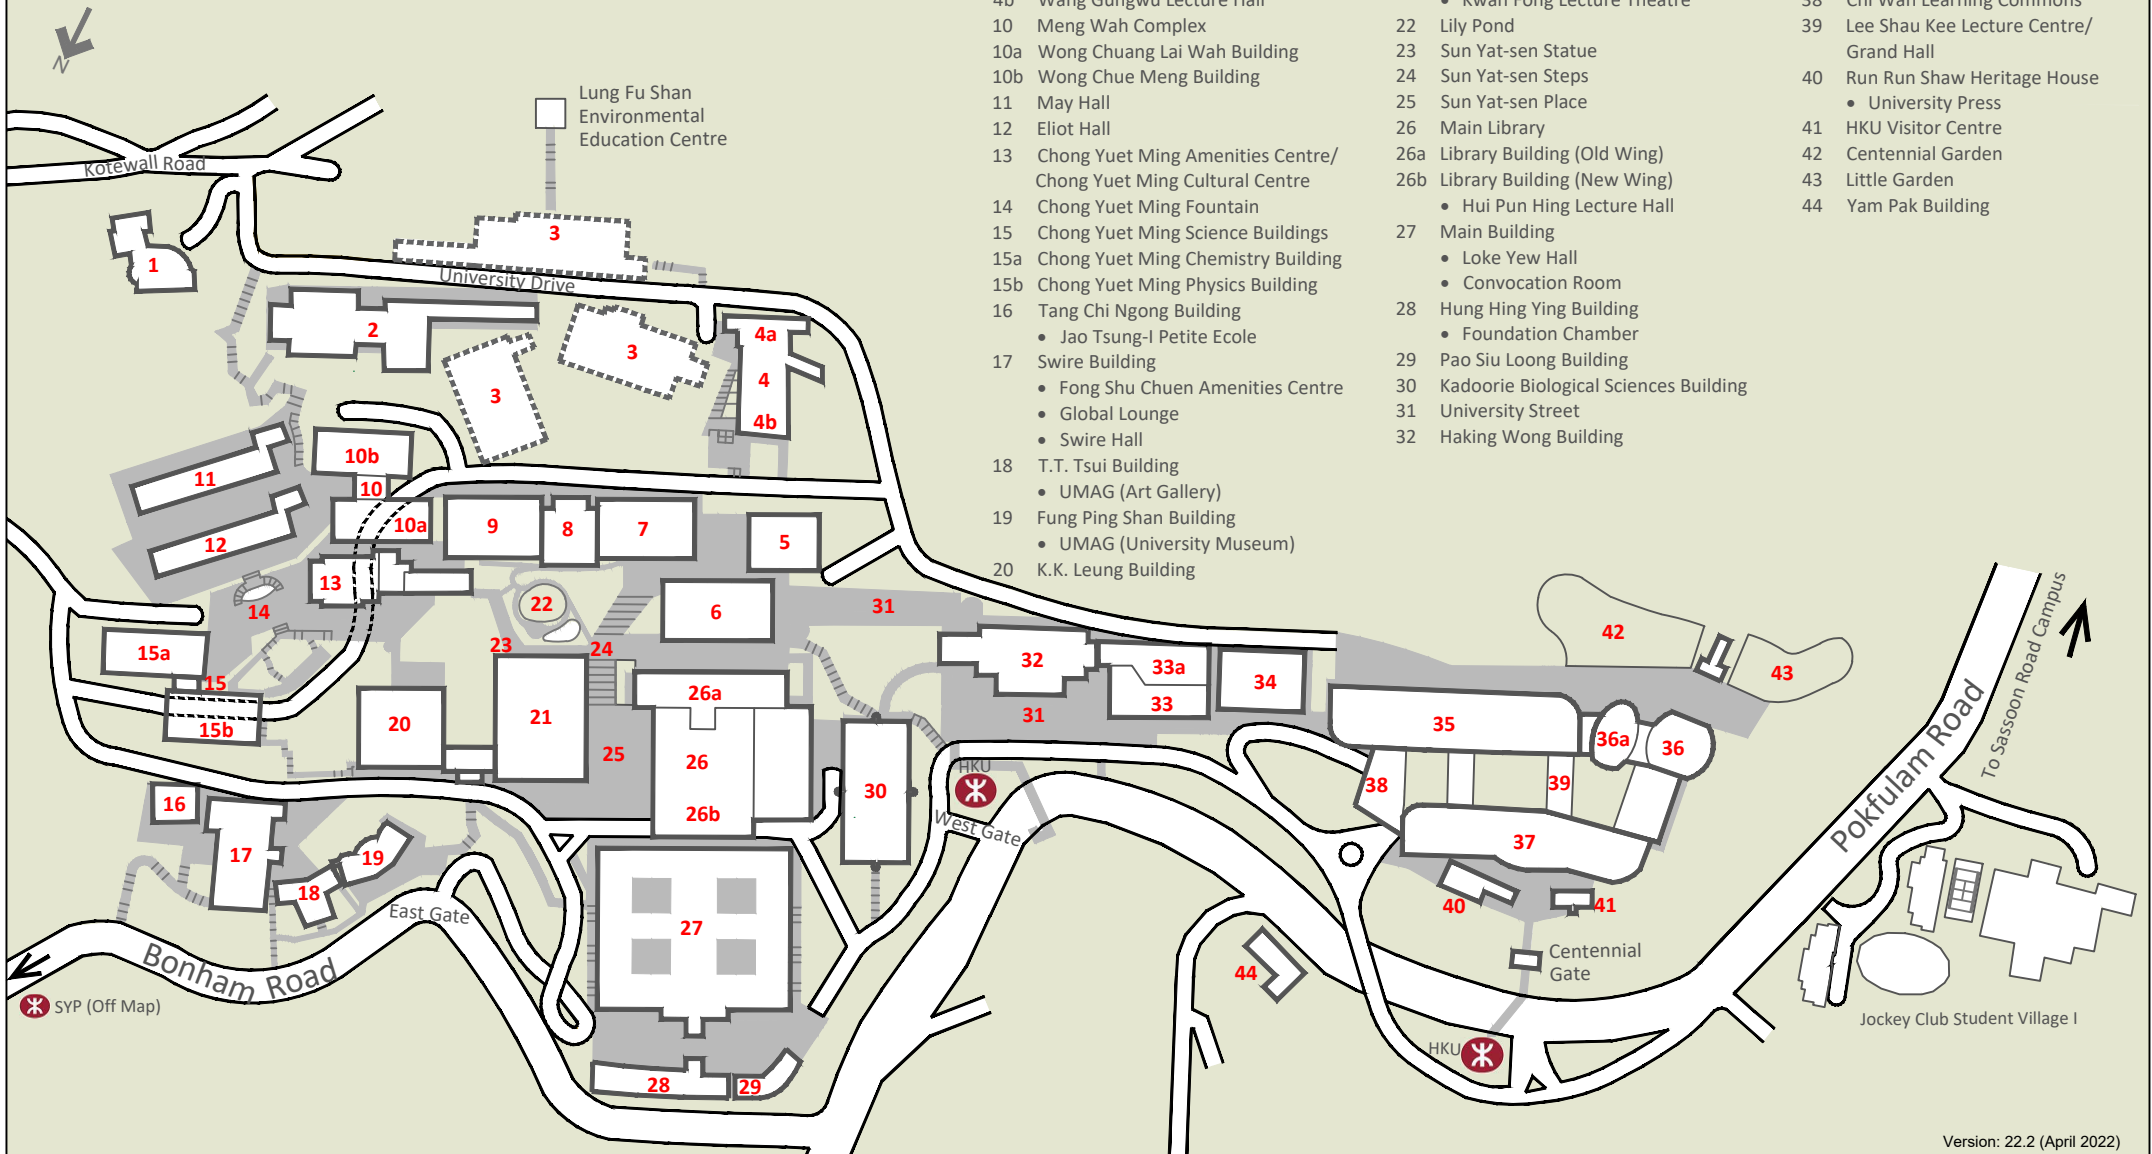 4b Wang Gungwu Lecture Hall
10 Meng Wah Complex
10a Wong Chuang Lai Wah Building
10b Wong Chue Meng Building
11 May Hall
12 Eliot Hall
13 Chong Yuet Ming Amenities Centre/
Chong Yuet Ming Cultural Centre
14 Chong Yuet Ming Fountain
15 Chong Yuet Ming Science Buildings
15a Chong Yuet Ming Chemistry Building
15b Chong Yuet Ming Physics Building
16 Tang Chi Ngong Building
• Jao Tsung-I Petite Ecole
17 Swire Building
• Fong Shu Chuen Amenities Centre
• Global Lounge
• Swire Hall
18 T.T. Tsui Building
• UMAG (Art Gallery)
19 Fung Ping Shan Building
• UMAG (University Museum)
20 K.K. Leung Building
• Kwan Fong Lecture Theatre
22 Lily Pond
23 Sun Yat-sen Statue
24 Sun Yat-sen Steps
25 Sun Yat-sen Place
26 Main Library
26a Library Building (Old Wing)
26b Library Building (New Wing)
• Hui Pun Hing Lecture Hall
27 Main Building
• Loke Yew Hall
• Convocation Room
28 Hung Hing Ying Building
• Foundation Chamber
29 Pao Siu Loong Building
30 Kadoorie Biological Sciences Building
31 University Street
32 Haking Wong Building
38 Chi Wah Learning Commons
39 Lee Shau Kee Lecture Centre/
Grand Hall
40 Run Run Shaw Heritage House
• University Press
41 HKU Visitor Centre
42 Centennial Garden
43 Little Garden
44 Yam Pak Building
N
Lung Fu Shan
Environmental
Education Centre
Kotewall Road
University Drive
1
3
2
3
3
4a
4
4b
11
10b
10
12
10a
9
8
7
5
13
14
22
6
31
23
24
15a
15
15b
20
21
25
26a
26
26b
30
32
31
33a
33
34
35
36a
36
42
43
38
39
37
40
41
44
16
17
18
19
27
28
29
HKU
West Gate
East Gate
Bonham Road
SYP (Off Map)
Centennial
Gate
HKU
Pokfulam Road
To Sassoon Road Campus
Jockey Club Student Village I
Version: 22.2 (April 2022)